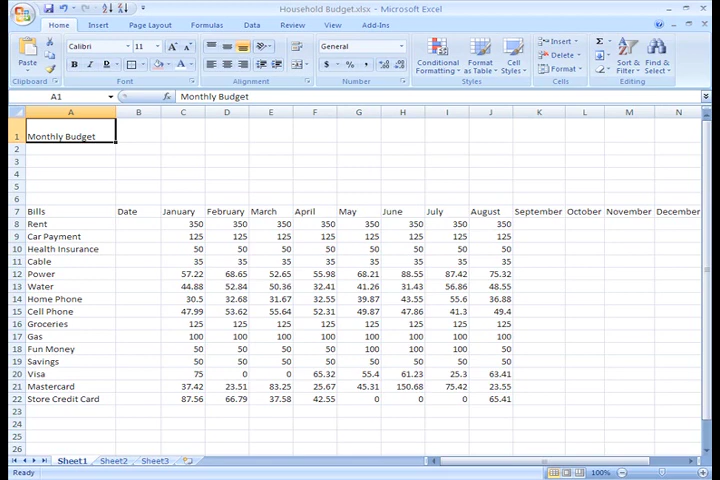 Household Budget.xlsx - Microsoft Excel
Home Insert Page Layout Formulas Data Review View Add-Ins
Paste
Clipboard
Calibri 11
B I U
Font
Alignment
General
$ % ,
Number
Conditional Formatting
Format as Table
Cell Styles
Styles
Insert
Delete
Format
Cells
Sort & Filter
Find & Select
Editing
A1 fx Monthly Budget
A B C D E F G H I J K L M N
1 Monthly Budget
2
3
4
5
6
7 Bills Date January February March April May June July August September October November December
8 Rent 350 350 350 350 350 350 350 350
9 Car Payment 125 125 125 125 125 125 125 125
10 Health Insurance 50 50 50 50 50 50 50 50
11 Cable 35 35 35 35 35 35 35 35
12 Power 57.22 68.65 52.65 55.98 68.21 88.55 87.42 75.32
13 Water 44.88 52.84 50.36 32.41 41.26 31.43 56.86 48.55
14 Home Phone 30.5 32.68 31.67 32.55 39.87 43.55 55.6 36.88
15 Cell Phone 47.99 53.62 55.64 52.31 49.87 47.86 41.3 49.4
16 Groceries 125 125 125 125 125 125 125 125
17 Gas 100 100 100 100 100 100 100 100
18 Fun Money 50 50 50 50 100 100 100 50
19 Savings 50 50 50 50 50 50 50 50
20 Visa 75 0 0 65.32 55.4 61.23 25.3 63.41
21 Mastercard 37.42 23.51 83.25 25.67 45.31 150.68 75.42 23.55
22 Store Credit Card 87.56 66.79 37.58 42.55 0 0 0 65.41
23
24
25
26
Sheet1 Sheet2 Sheet3
Ready 100%